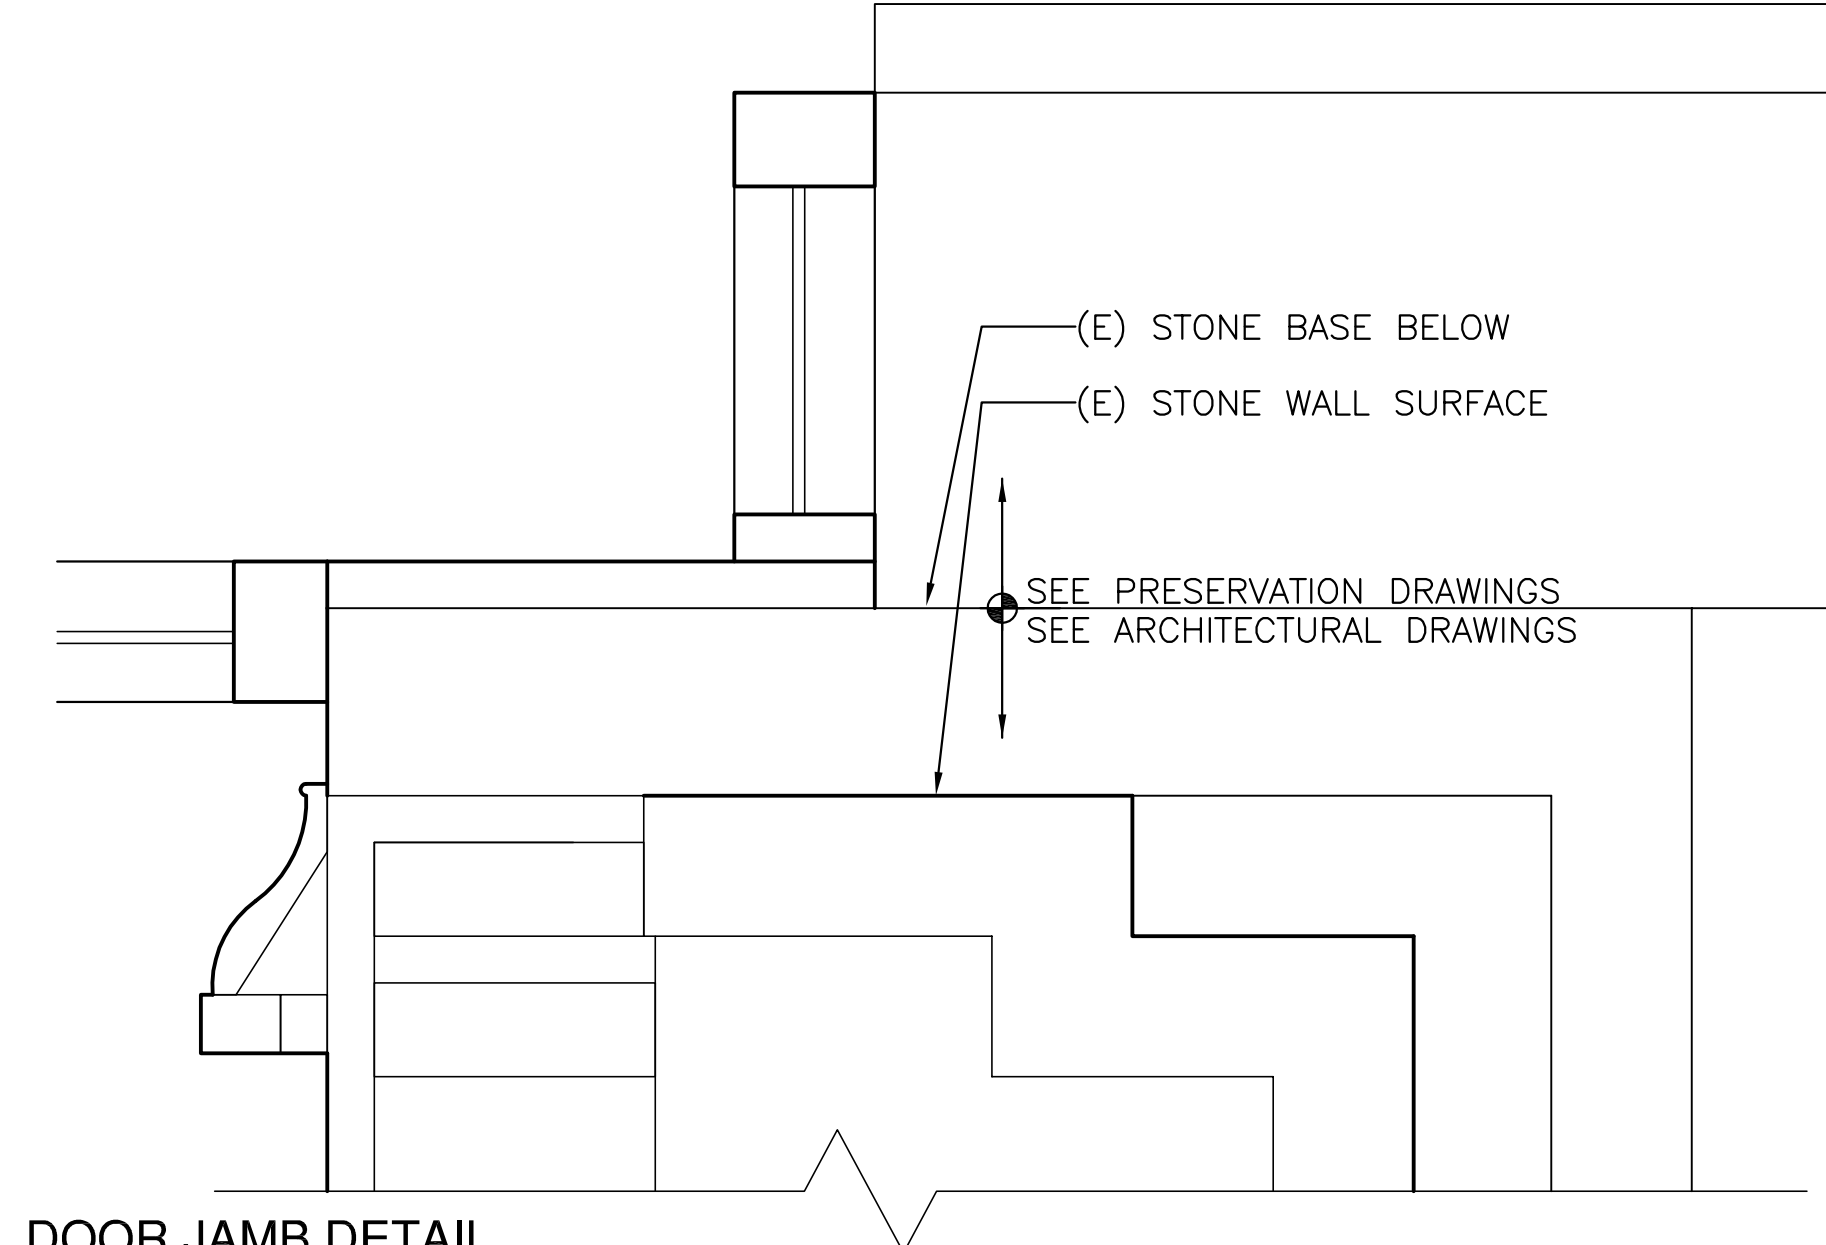 (E) STONE BASE BELOW
(E) STONE WALL SURFACE
SEE PRESERVATION DRAWINGS
SEE ARCHITECTURAL DRAWINGS
DOOR JAMB DETAIL